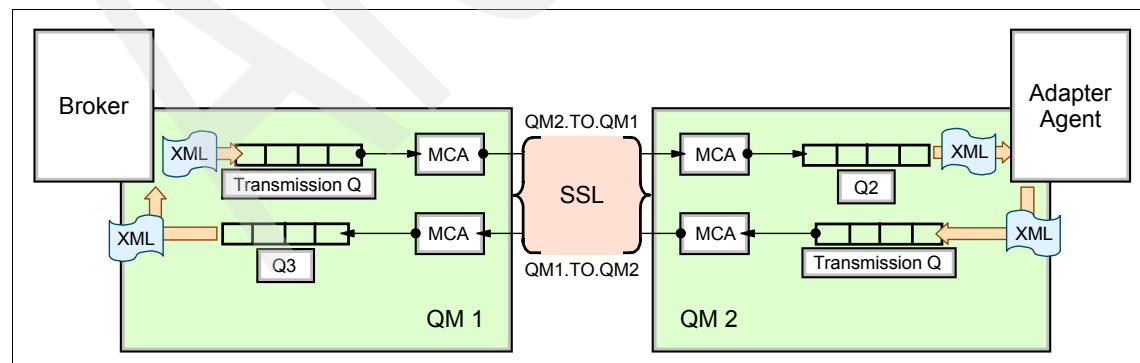 Broker
Adapter
Agent
QM2.TO.QM1
XML
MCA
MCA
XML
Transmission Q
SSL
Q2
XML
MCA
MCA
XML
Q3
QM1.TO.QM2
Transmission Q
QM 1
QM 2